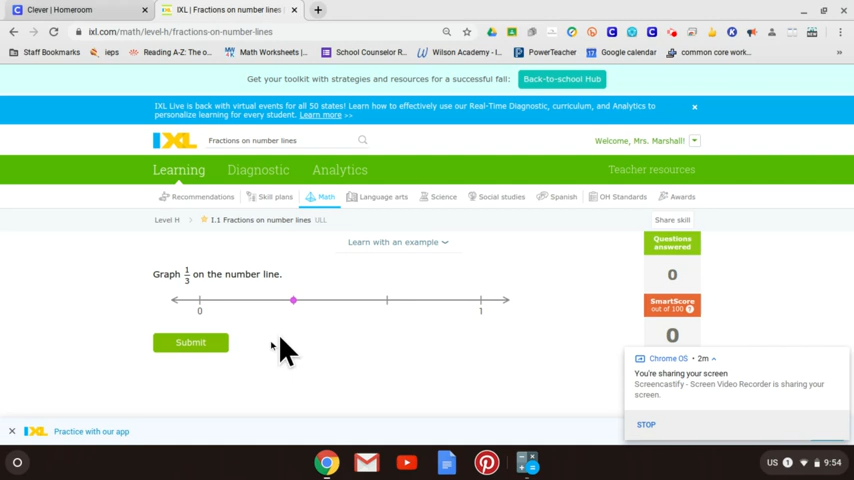 Clever | Homeroom
IXL | Fractions on number lines
ixl.com/math/level-h/fractions-on-number-lines
Staff Bookmarks
ieps
Reading A-Z: The o...
Math Worksheets|...
School Counselor R...
Wilson Academy - I...
PowerTeacher
Google calendar
common core work...
Get your toolkit with strategies and resources for a successful fall:
Back-to-school Hub
IXL Live is back with virtual events for all 50 states! Learn how to effectively use our Real-Time Diagnostic, curriculum, and Analytics to
personalize learning for every student. Learn more >>
IXL
Fractions on number lines
Welcome, Mrs. Marshall!
Learning
Diagnostic
Analytics
Teacher resources
Recommendations
Skill plans
Math
Language arts
Science
Social studies
Spanish
OH Standards
Awards
Level H
I.1 Fractions on number lines ULL
Share skill
Learn with an example
Questions
answered
0
Graph 1/3 on the number line.
0
1
SmartScore
out of 100 ?
0
Submit
Chrome OS • 2m
You're sharing your screen
Screencastify - Screen Video Recorder is sharing your
screen.
STOP
IXL
Practice with our app
US
1
9:54